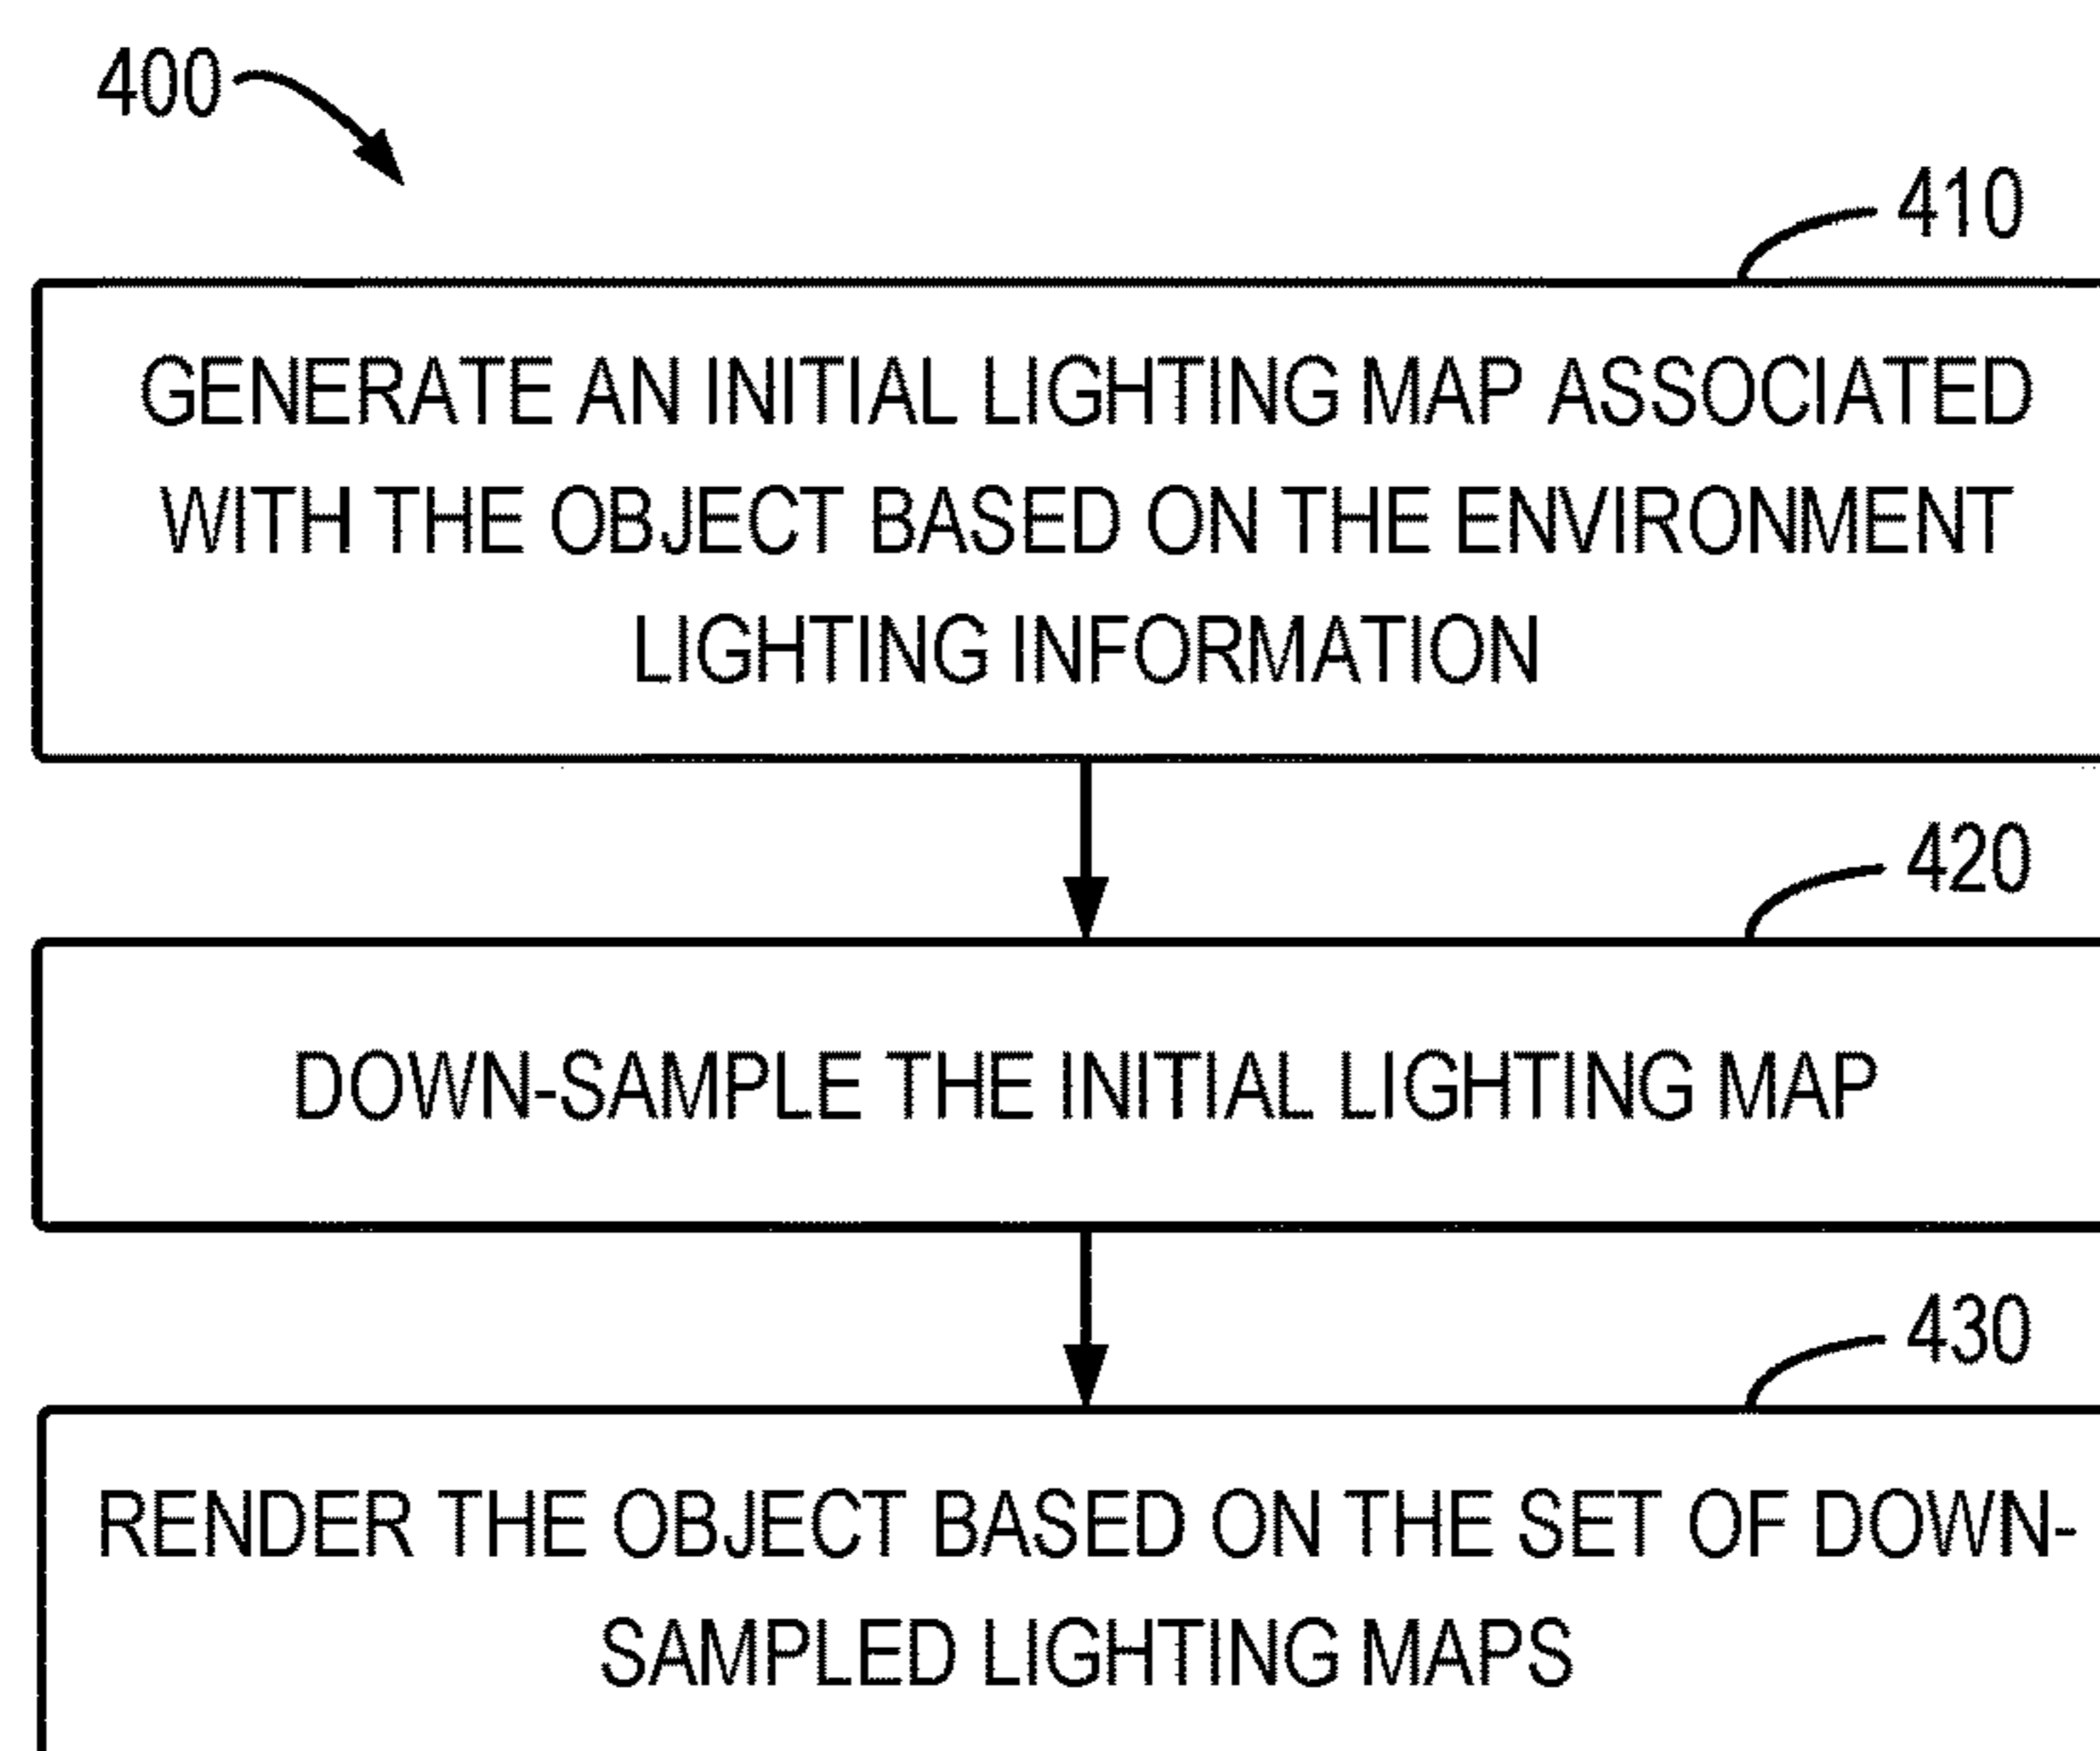 400
410
GENERATE AN INITIAL LIGHTING MAP ASSOCIATED
WITH THE OBJECT BASED ON THE ENVIRONMENT
LIGHTING INFORMATION
420
DOWN-SAMPLE THE INITIAL LIGHTING MAP
430
RENDER THE OBJECT BASED ON THE SET OF DOWN-
SAMPLED LIGHTING MAPS